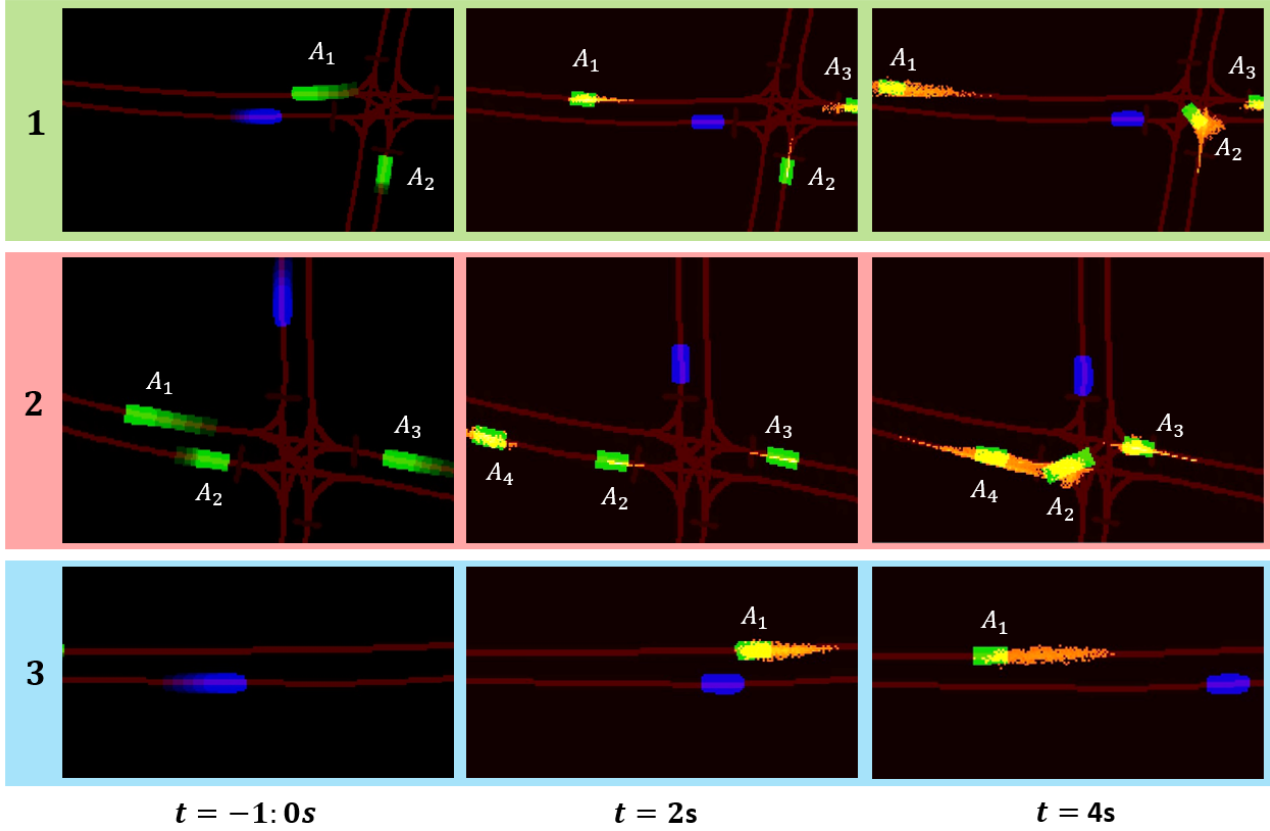 1
A₁
A₂
A₁
A₃
A₂
A₁
A₃
A₂
2
A₁
A₂
A₃
A₄
A₂
A₃
A₄
A₂
A₃
3
A₁
A₁
t = −1: 0s
t = 2s
t = 4s